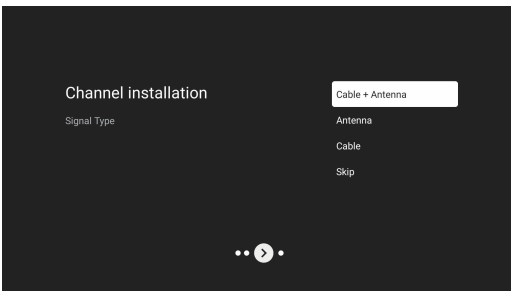 Channel installation
Signal Type
Cable + Antenna
Antenna
Cable
Skip